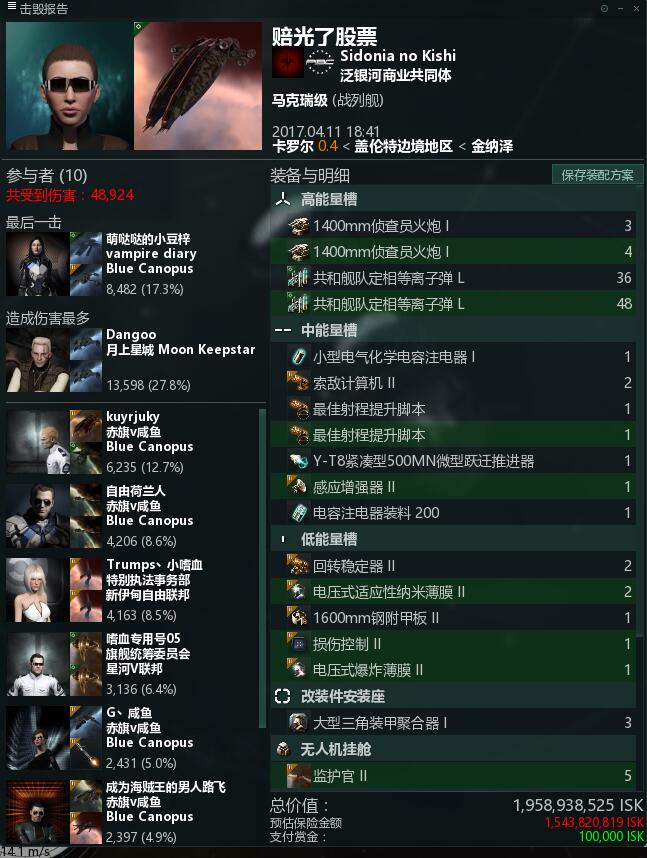 击毁报告
赔光了股票
Sidonia no Kishi
泛银河商业共同体
马克瑞级 (战列舰)
2017.04.11 18:41
卡罗尔 0.4 < 盖伦特边境地区 < 金纳泽
参与者 (10)
共受到伤害：48,924
最后一击
萌哒哒的小豆梓
vampire diary
Blue Canopus
8,482 (17.3%)
造成伤害最多
Dangoo
月上星城 Moon Keepstar
13,598 (27.8%)
kuyrjuky
赤旗v咸鱼
Blue Canopus
6,235 (12.7%)
自由荷兰人
赤旗v咸鱼
Blue Canopus
4,206 (8.6%)
Trumps、小嗜血
特别执法事务部
新伊甸自由联邦
4,163 (8.5%)
嗜血专用号05
旗舰统筹委员会
星河V联邦
3,136 (6.4%)
G、咸鱼
赤旗v咸鱼
Blue Canopus
2,431 (5.0%)
成为海贼王的男人路飞
赤旗v咸鱼
Blue Canopus
2,397 (4.9%)
14.1 m/s
装备与明细
保存装配方案
高能量槽
1400mm侦查员火炮 I 3
1400mm侦查员火炮 I 4
共和舰队定相等离子弹 L 36
共和舰队定相等离子弹 L 48
中能量槽
小型电气化学电容注电器 I 1
索敌计算机 II 2
最佳射程提升脚本 1
最佳射程提升脚本 1
Y-T8紧凑型500MN微型跃迁推进器 1
感应增强器 II 1
电容注电器装料 200 1
低能量槽
回转稳定器 II 2
电压式适应性纳米薄膜 II 2
1600mm钢附甲板 II 1
损伤控制 II 1
电压式爆炸薄膜 II 1
改装件安装座
大型三角装甲聚合器 I 3
无人机挂舱
监护官 II 5
总价值： 1,958,938,525 ISK
预估保险金额 1,543,820,819 ISK
支付赏金： 100,000 ISK